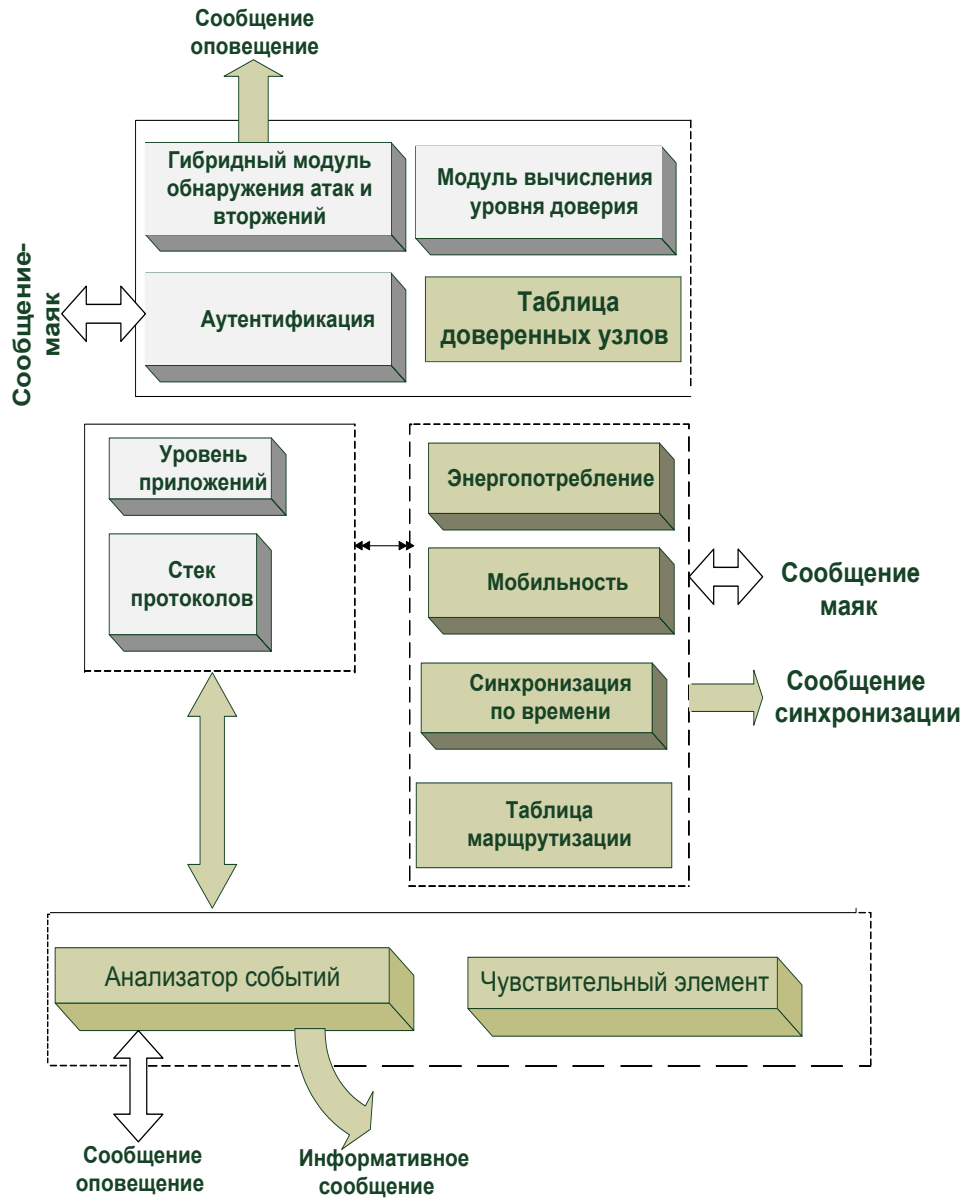 Сообщение
оповещение
Гибридный модуль
обнаружения атак и
вторжений
Модуль вычисления
уровня доверия
Сообщение-
маяк
Аутентификация
Таблица
доверенных узлов
Уровень
приложений
Стек
протоколов
Энергопотребление
Мобильность
Сообщение
маяк
Синхронизация
по времени
Сообщение
синхронизации
Таблица
марщрутизации
Анализатор событий
Чувствительный элемент
Сообщение
оповещение
Информативное
сообщение